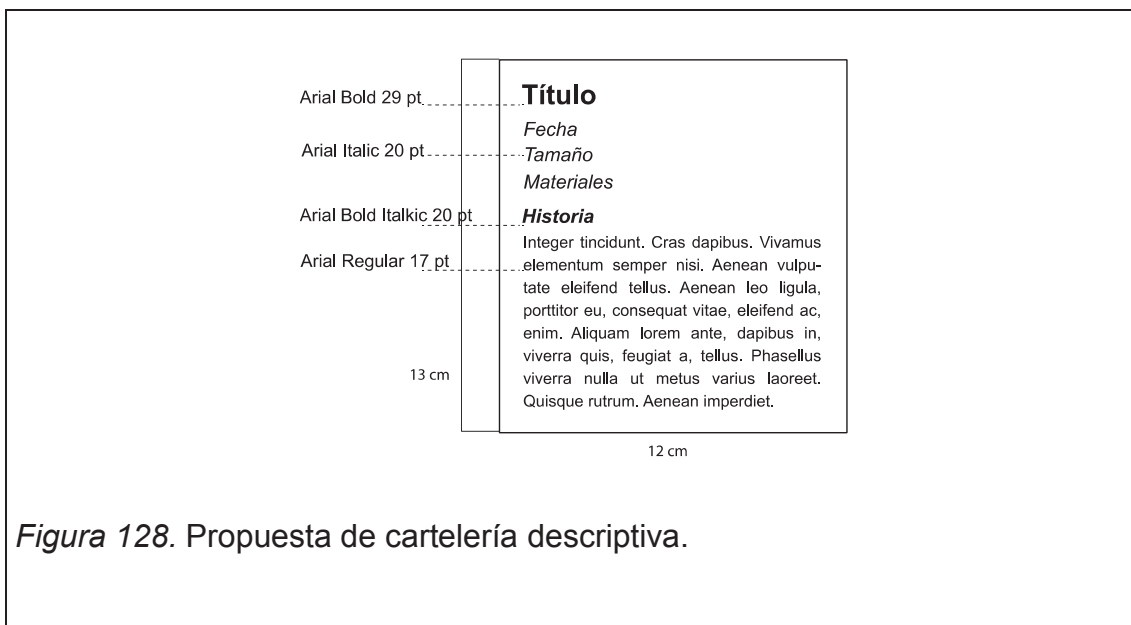 Arial Bold 29 pt
Título
Fecha
Arial Italic 20 pt
Tamaño
Materiales
Arial Bold Italkic 20 pt
Historia
Arial Regular 17 pt
Integer tincidunt. Cras dapibus. Vivamus
elementum semper nisi. Aenean vulpu-
tate eleifend tellus. Aenean leo ligula,
porttitor eu, consequat vitae, eleifend ac,
enim. Aliquam lorem ante, dapibus in,
viverra quis, feugiat a, tellus. Phasellus
viverra nulla ut metus varius laoreet.
Quisque rutrum. Aenean imperdiet.
13 cm
12 cm
Figura 128. Propuesta de cartelería descriptiva.